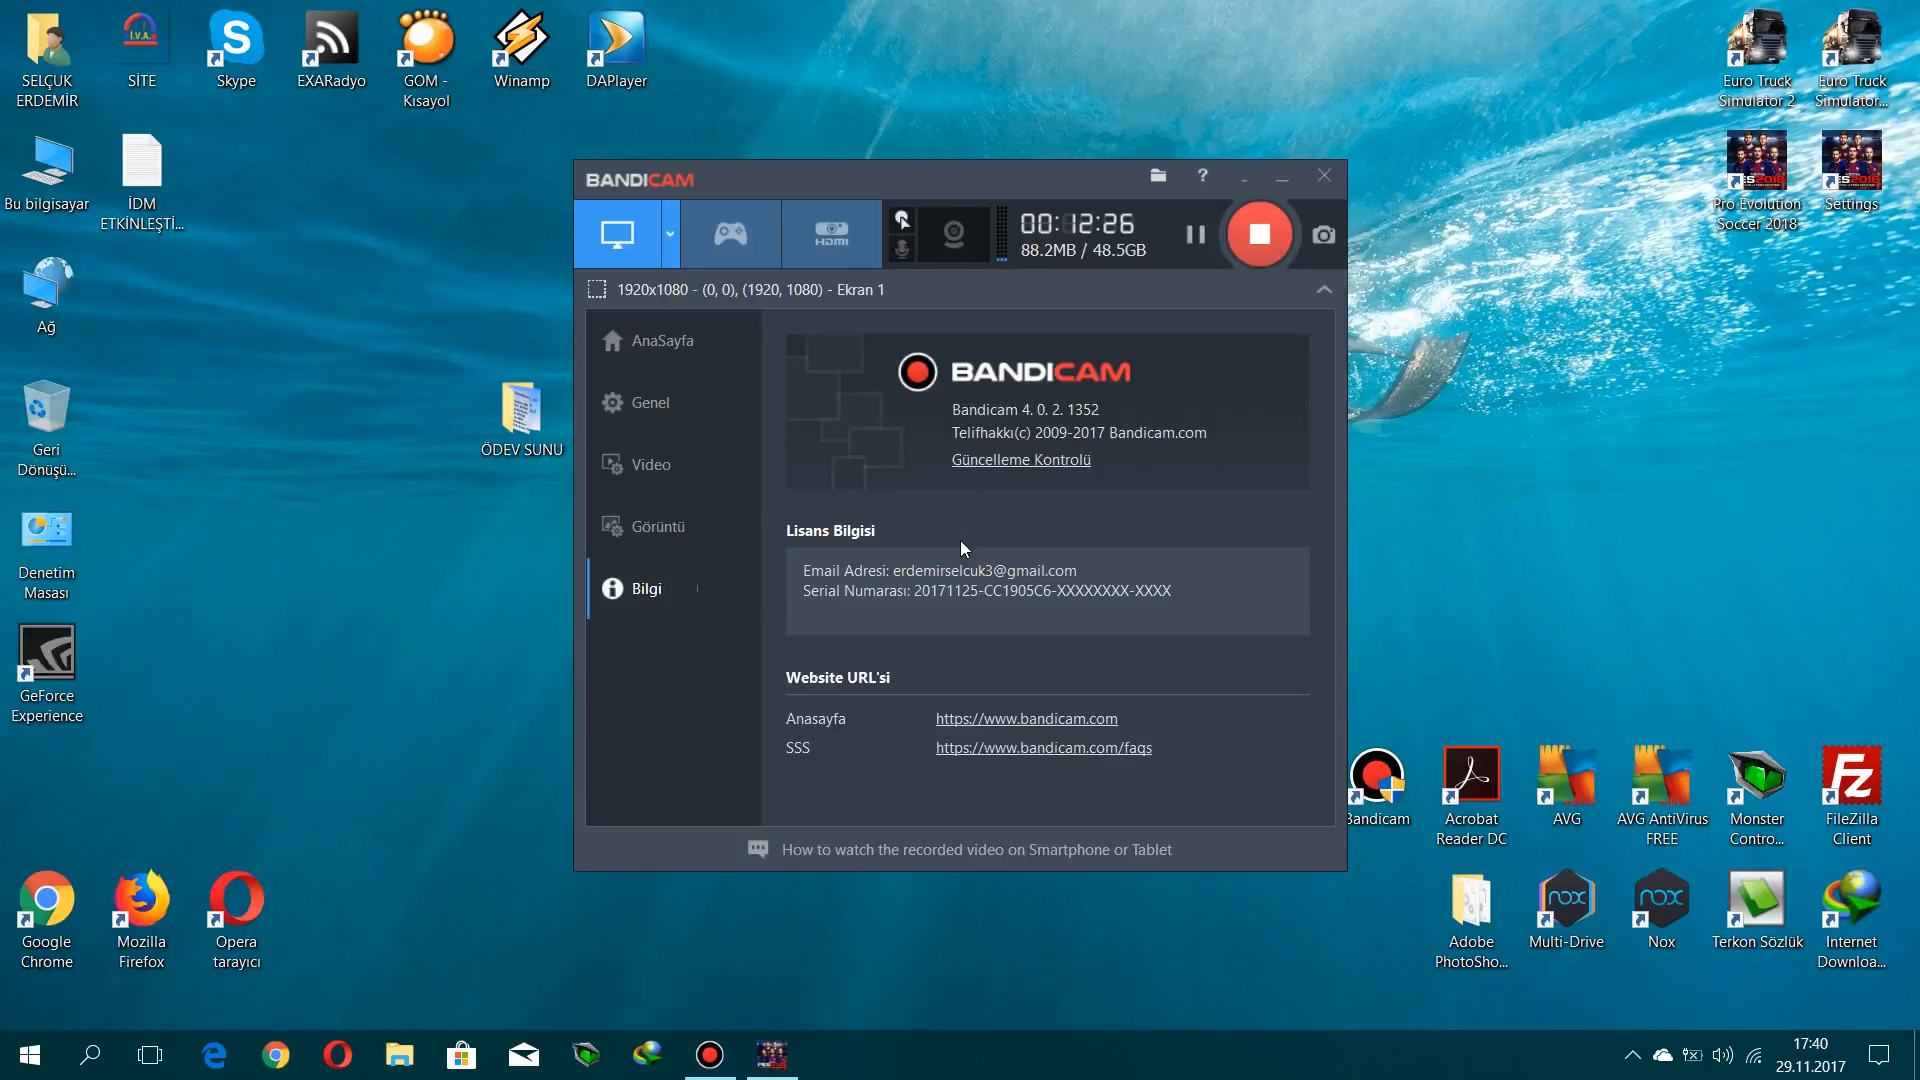 SELÇUK
ERDEMİR
SİTE
Skype
EXARadyo
GOM -
Kısayol
Winamp
DAPlayer
Euro Truck
Simulator 2
Euro Truck
Simulator...
Bu bilgisayar
İDM
ETKİNLEŞTİ...
Pro Evolution
Soccer 2018
Settings
Ağ
Geri
Dönüşü...
ÖDEV SUNU
Denetim
Masası
GeForce
Experience
BANDICAM
?
HDMI
00:12:26
88.2MB / 48.5GB
1920x1080 - (0, 0), (1920, 1080) - Ekran 1
AnaSayfa
Genel
Video
Görüntü
Bilgi
BANDICAM
Bandicam 4. 0. 2. 1352
Telifhakkı(c) 2009-2017 Bandicam.com
Güncelleme Kontrolü
Lisans Bilgisi
Email Adresi: erdemirselcuk3@gmail.com
Serial Numarası: 20171125-CC1905C6-XXXXXXXX-XXXX
Website URL'si
Anasayfa https://www.bandicam.com
SSS https://www.bandicam.com/faqs
How to watch the recorded video on Smartphone or Tablet
Bandicam
Acrobat
Reader DC
AVG
AVG AntiVirus
FREE
Monster
Contro...
FileZilla
Client
Google
Chrome
Mozilla
Firefox
Opera
tarayıcı
Adobe
PhotoSho...
Multi-Drive
Nox
Terkon Sözlük
Internet
Downloa...
17:40
29.11.2017